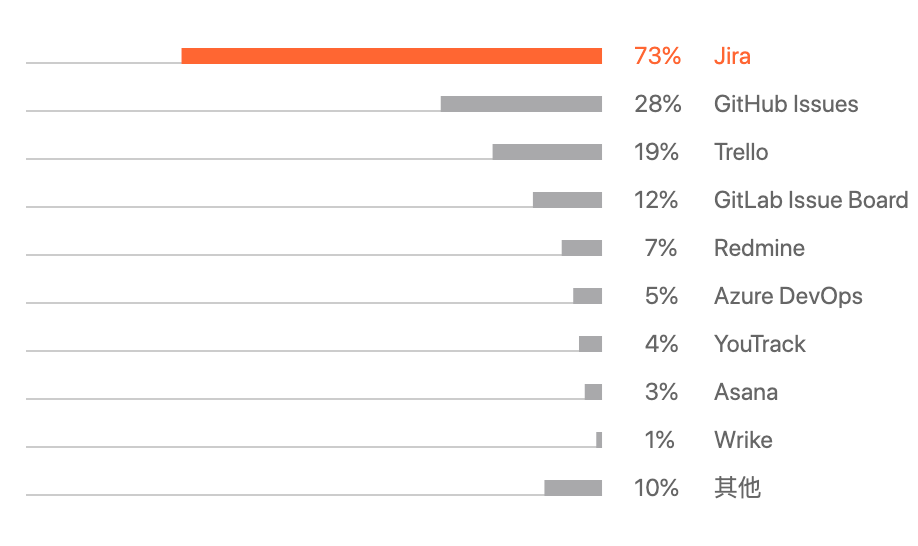 73% Jira
28% GitHub Issues
19% Trello
12% GitLab Issue Board
7% Redmine
5% Azure DevOps
4% YouTrack
3% Asana
1% Wrike
10% 其他